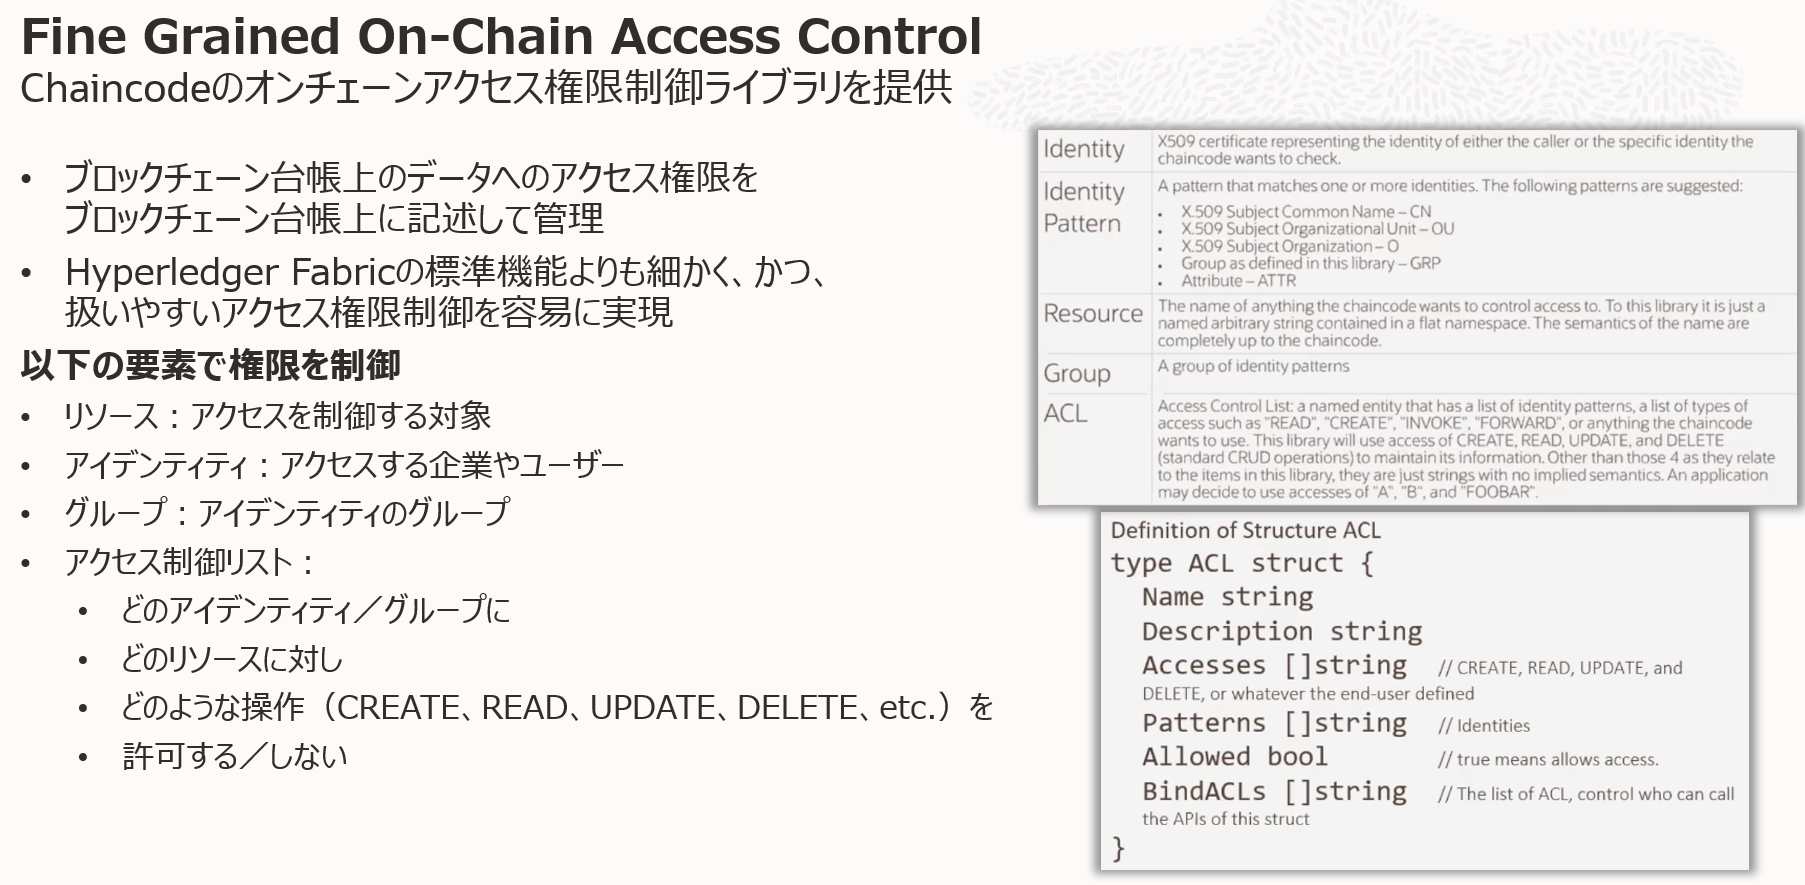 Fine Grained On-Chain Access Control
Chaincodeのオンチェーンアクセス権限制御ライブラリを提供
• ブロックチェーン台帳上のデータへのアクセス権限を
ブロックチェーン台帳上に記述して管理
• Hyperledger Fabricの標準機能よりも細かく、かつ、
扱いやすいアクセス権限制御を容易に実現
以下の要素で権限を制御
• リソース：アクセスを制御する対象
• アイデンティティ：アクセスする企業やユーザー
• グループ：アイデンティティのグループ
• アクセス制御リスト：
• どのアイデンティティ／グループに
• どのリソースに対し
• どのような操作（CREATE、READ、UPDATE、DELETE、etc.）を
• 許可する／しない
Identity
X509 certificate representing the identity of either the caller or the specific identity the
chaincode wants to check.
Identity
Pattern
A pattern that matches one or more identities. The following patterns are suggested:
• X.509 Subject Common Name – CN
• X.509 Subject Organizational Unit – OU
• X.509 Subject Organization – O
• Group as defined in this library – GRP
• Attribute – ATTR
Resource
The name of anything the chaincode wants to control access to. To this library it is just a
named arbitrary string contained in a flat namespace. The semantics of the name are
completely up to the chaincode.
Group
A group of identity patterns
ACL
Access Control List: a named entity that has a list of identity patterns, a list of types of
access such as "READ", "CREATE", "INVOKE", "FORWARD", or anything the chaincode
wants to use. This library will use access of CREATE, READ, UPDATE, and DELETE
(standard CRUD operations) to maintain its information. Other than those 4 as they relate
to the items in this library, they are just strings with no implied semantics. An application
may decide to use accesses of "A", "B", and "FOOBAR".
Definition of Structure ACL
type ACL struct {
Name string
Description string
Accesses []string // CREATE, READ, UPDATE, and
DELETE, or whatever the end-user defined
Patterns []string // Identities
Allowed bool // true means allows access.
BindACLs []string // The list of ACL, control who can call
the APIs of this struct
}